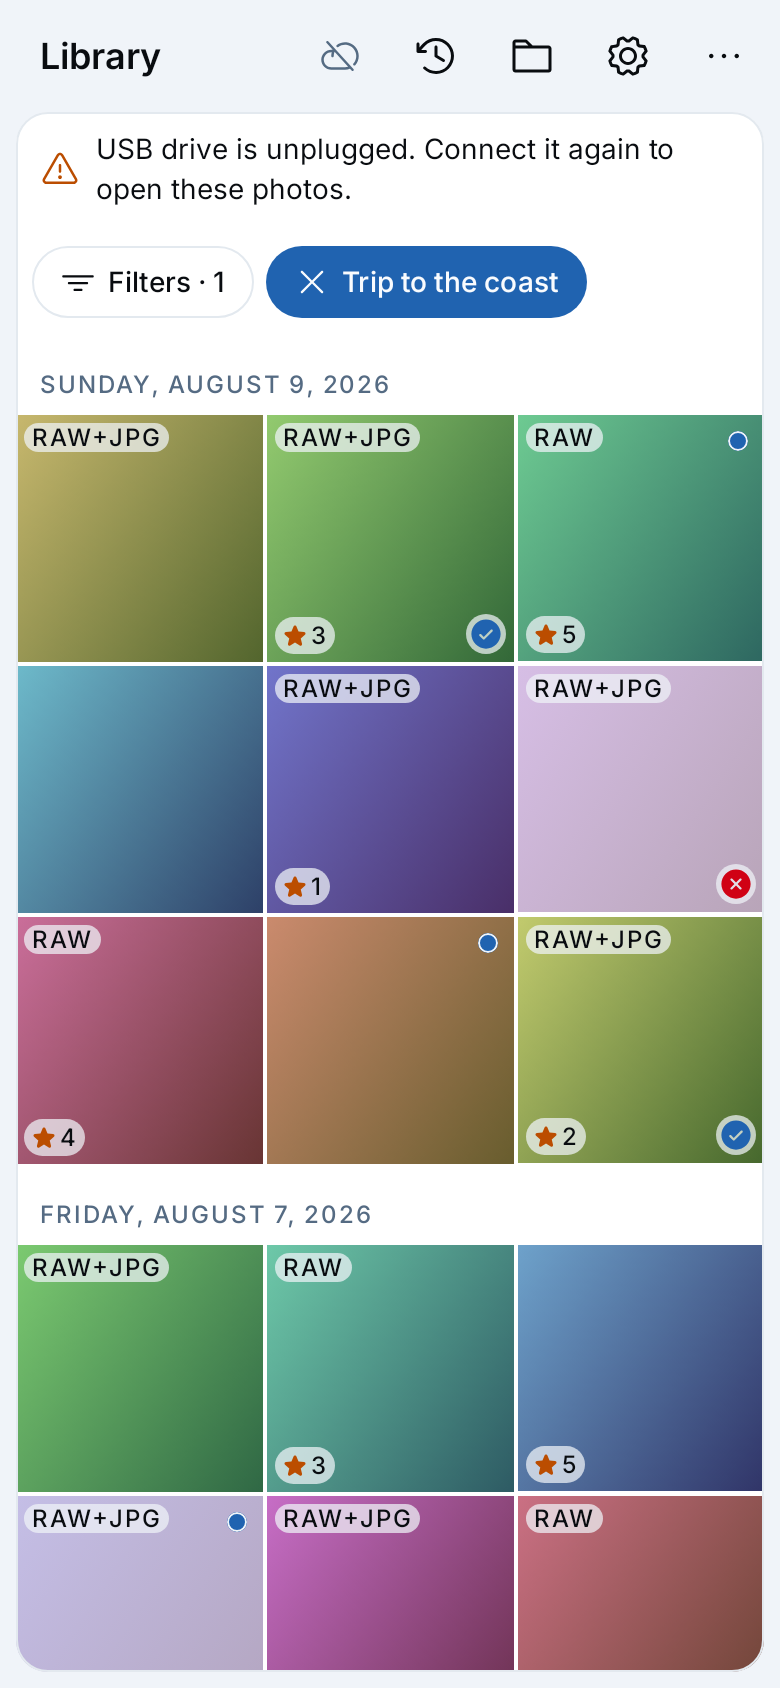 Library
USB drive is unplugged. Connect it again to
open these photos.
Filters · 1
Trip to the coast
SUNDAY, AUGUST 9, 2026
RAW+JPG
RAW+JPG
3
RAW
5
RAW+JPG
1
RAW+JPG
RAW
4
RAW+JPG
2
FRIDAY, AUGUST 7, 2026
RAW+JPG
RAW
3
5
RAW+JPG
RAW+JPG
RAW